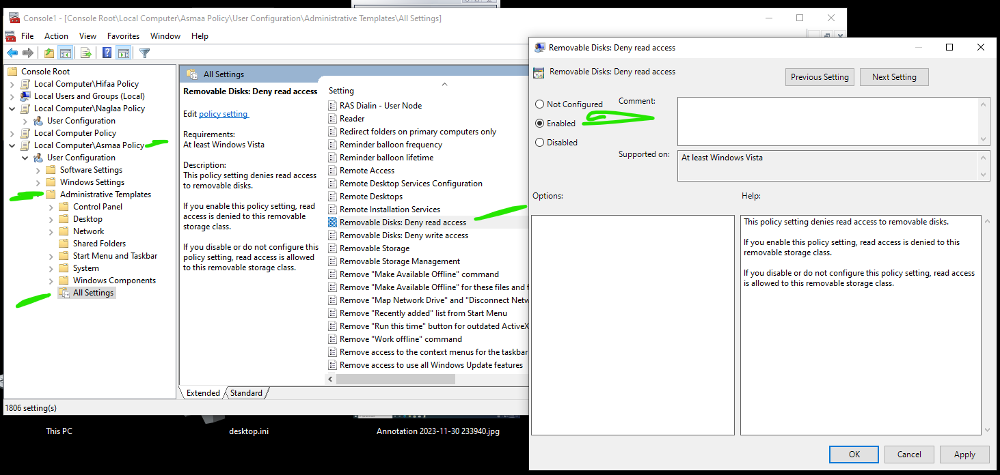 Console1 - [Console Root\Local Computer\Asmaa Policy\User Configuration\Administrative Templates\All Settings]
File Action View Favorites Window Help
Console Root
Local Computer\Hifaa Policy
Local Users and Groups (Local)
Local Computer\Naglaa Policy
User Configuration
Local Computer Policy
Local Computer\Asmaa Policy
User Configuration
Software Settings
Windows Settings
Administrative Templates
Control Panel
Desktop
Network
Shared Folders
Start Menu and Taskbar
System
Windows Components
All Settings
All Settings
Removable Disks: Deny read access
Edit policy setting
Requirements:
At least Windows Vista
Description:
This policy setting denies read access
to removable disks.
If you enable this policy setting, read
access is denied to this removable
storage class.
If you disable or do not configure this
policy setting, read access is allowed
to this removable storage class.
Setting
RAS Dialin - User Node
Reader
Redirect folders on primary computers only
Reminder balloon frequency
Reminder balloon lifetime
Remote Access
Remote Desktop Services Configuration
Remote Desktops
Remote Installation Services
Removable Disks: Deny read access
Removable Disks: Deny write access
Removable Storage
Removable Storage Management
Remove "Make Available Offline" command
Remove "Make Available Offline" for these files and f
Remove "Map Network Drive" and "Disconnect Netw
Remove "Recently added" list from Start Menu
Remove "Run this time" button for outdated ActiveX
Remove "Work offline" command
Remove access to the context menus for the taskbar
Remove access to use all Windows Update features
Extended Standard
1806 setting(s)
This PC
desktop.ini
Annotation 2023-11-30 233940.jpg
Removable Disks: Deny read access
Removable Disks: Deny read access
Previous Setting
Next Setting
Not Configured
Enabled
Disabled
Comment:
Supported on:
At least Windows Vista
Options:
Help:
This policy setting denies read access to removable disks.
If you enable this policy setting, read access is denied to this
removable storage class.
If you disable or do not configure this policy setting, read access
is allowed to this removable storage class.
OK
Cancel
Apply